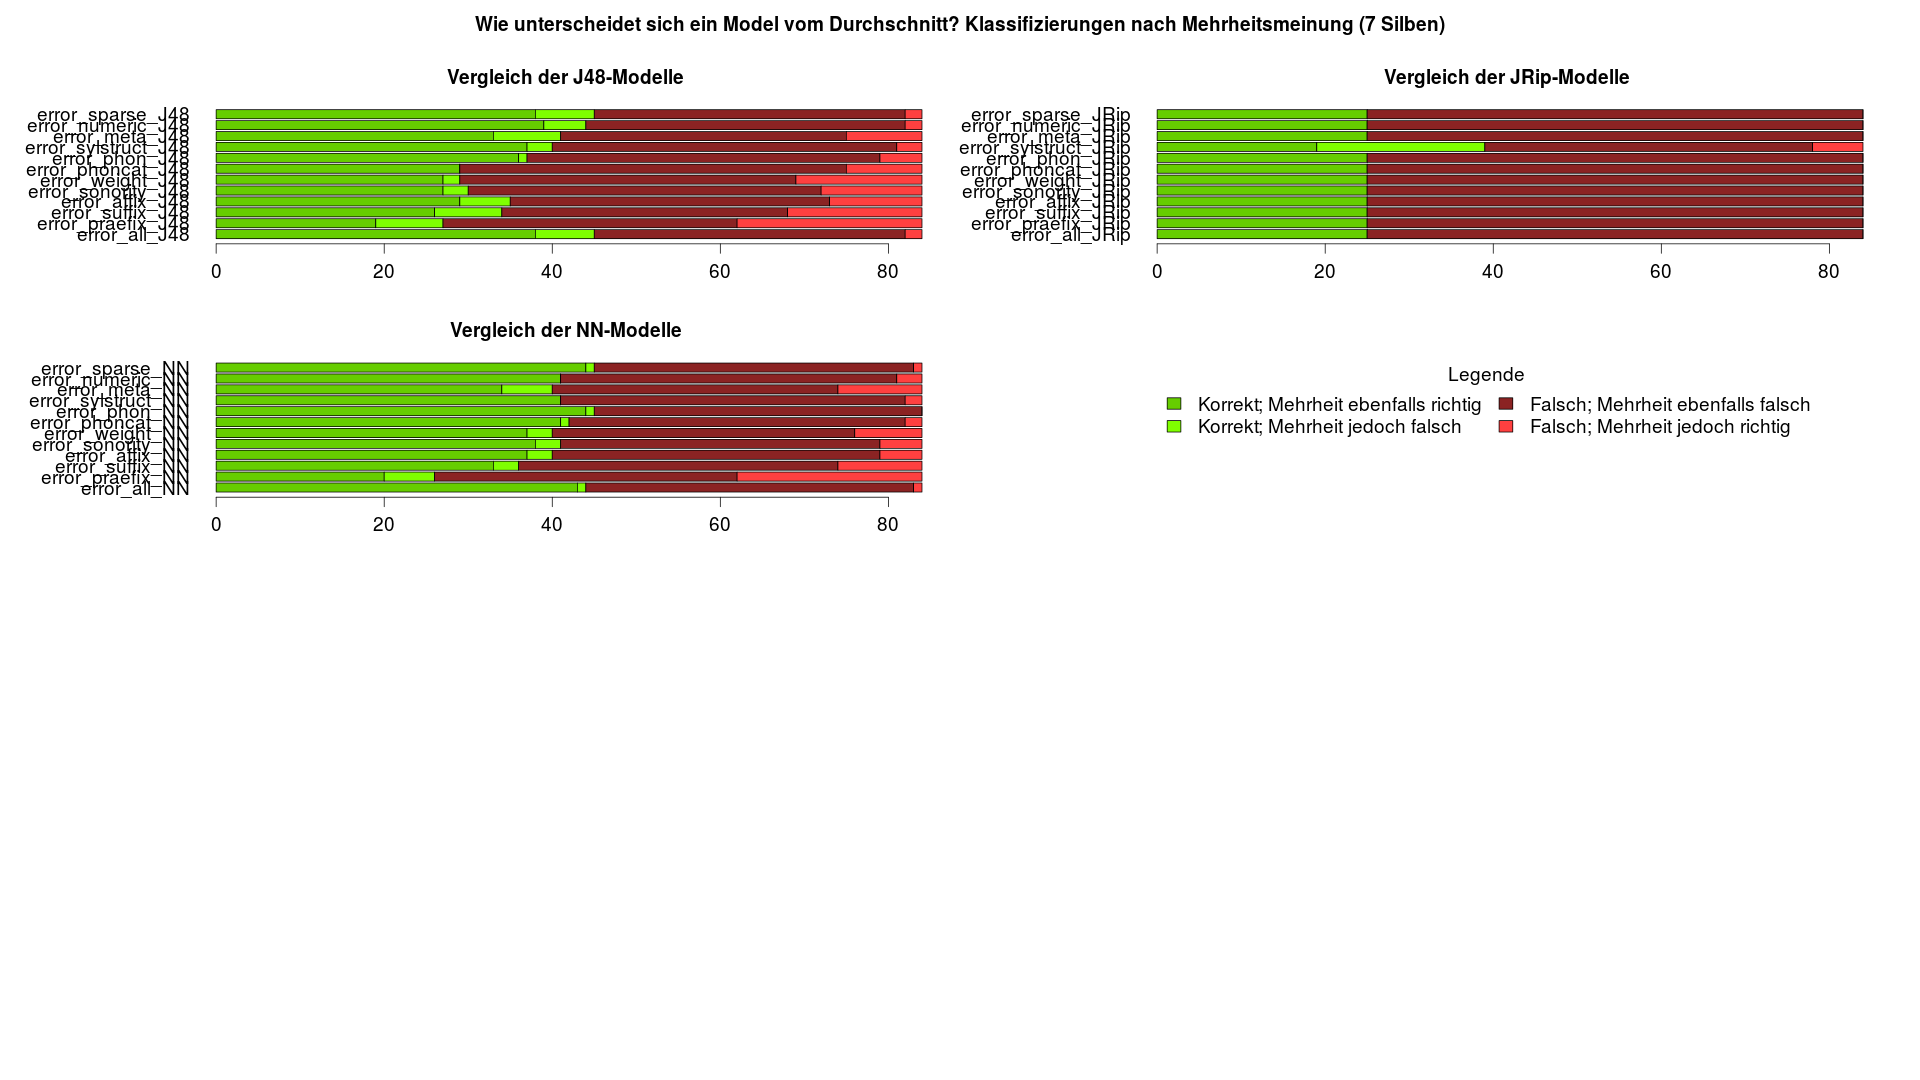 Wie unterscheidet sich ein Model vom Durchschnitt? Klassifizierungen nach Mehrheitsmeinung (7 Silben)
Vergleich der J48-Modelle
error_sparse_J48
error_numeric_J48
error_meta_J48
error_sylstruct_J48
error_phon_J48
error_phoncat_J48
error_weight_J48
error_sonority_J48
error_affix_J48
error_suffix_J48
error_praefix_J48
error_all_J48
0 20 40 60 80
Vergleich der JRip-Modelle
error_sparse_JRip
error_numeric_JRip
error_meta_JRip
error_sylstruct_JRip
error_phon_JRip
error_phoncat_JRip
error_weight_JRip
error_sonority_JRip
error_affix_JRip
error_suffix_JRip
error_praefix_JRip
error_all_JRip
0 20 40 60 80
Vergleich der NN-Modelle
error_sparse_NN
error_numeric_NN
error_meta_NN
error_sylstruct_NN
error_phon_NN
error_phoncat_NN
error_weight_NN
error_sonority_NN
error_affix_NN
error_suffix_NN
error_praefix_NN
error_all_NN
0 20 40 60 80
Legende
Korrekt; Mehrheit ebenfalls richtig
Korrekt; Mehrheit jedoch falsch
Falsch; Mehrheit ebenfalls falsch
Falsch; Mehrheit jedoch richtig